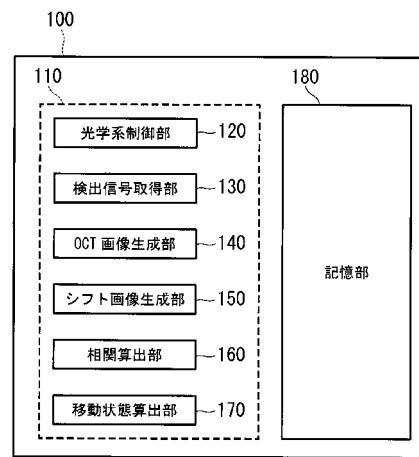 100
110
180
光学系制御部
120
検出信号取得部
130
OCT 画像生成部
140
シフト画像生成部
150
記憶部
相関算出部
160
移動状態算出部
170